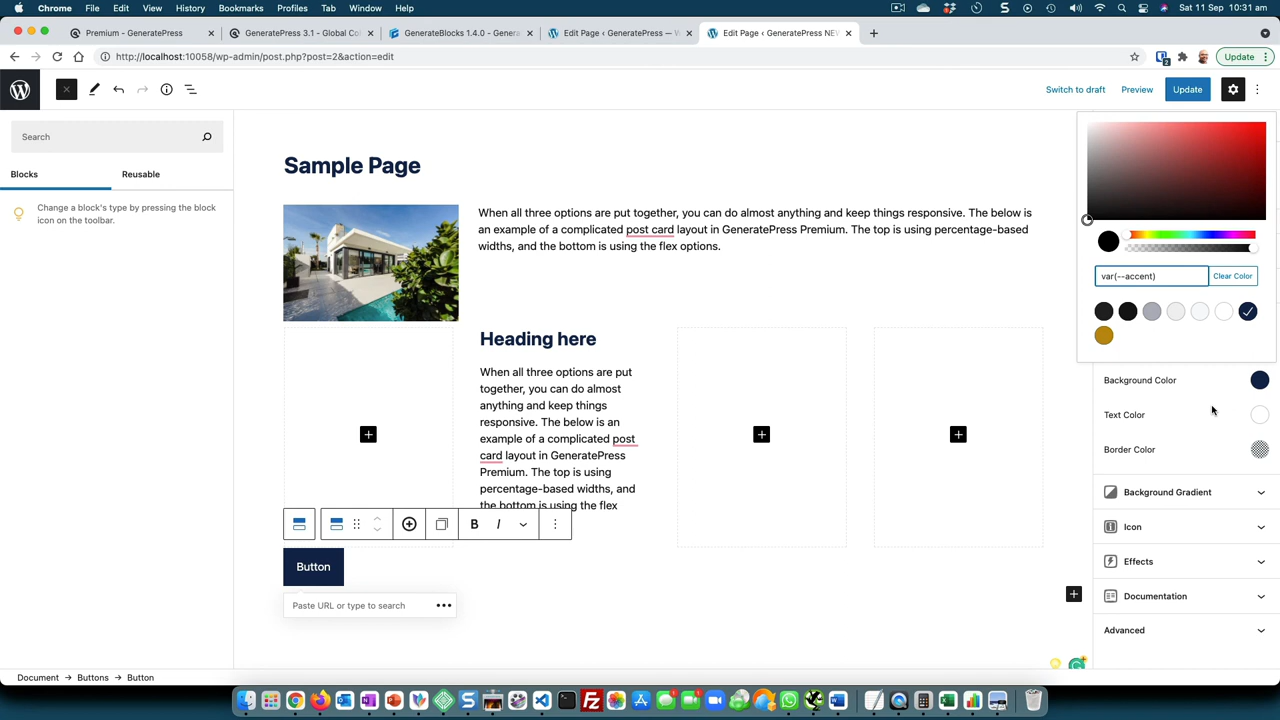 Chrome File Edit View History Bookmarks Profiles Tab Window Help Sat 11 Sep 10:31 am
Premium - GeneratePress
GeneratePress 3.1 - Global Co
GenerateBlocks 1.4.0 - Genera
Edit Page < GeneratePress — W
Edit Page < GeneratePress NEW
http://localhost:10058/wp-admin/post.php?post=2&action=edit
Update
Switch to draft Preview Update
Search
Blocks Reusable
Change a block's type by pressing the block
icon on the toolbar.
Sample Page
When all three options are put together, you can do almost anything and keep things responsive. The below is
an example of a complicated post card layout in GeneratePress Premium. The top is using percentage-based
widths, and the bottom is using the flex options.
Heading here
When all three options are put
together, you can do almost
anything and keep things
responsive. The below is an
example of a complicated post
card layout in GeneratePress
Premium. The top is using
percentage-based widths, and
the bottom is using the flex
B I
Button
Paste URL or type to search
var(--accent) Clear Color
Background Color
Text Color
Border Color
Background Gradient
Icon
Effects
Documentation
Advanced
Document → Buttons → Button